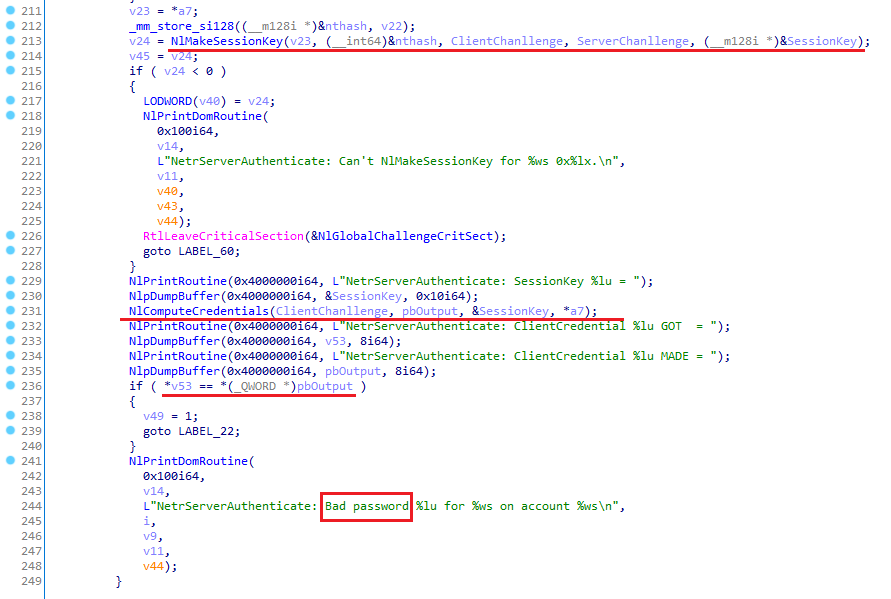 211 v23 = *a7;
212 _mm_store_si128((__m128i *)&nthash, v22);
213 v24 = NlMakeSessionKey(v23, (__int64)&nthash, ClientChanllenge, ServerChanllenge, (__m128i *)&SessionKey);
214 v45 = v24;
215 if ( v24 < 0 )
216 {
217 LODWORD(v40) = v24;
218 NlPrintDomRoutine(
219 0x100i64,
220 v14,
221 L"NetrServerAuthenticate: Can't NlMakeSessionKey for %ws 0x%lx.\n",
222 v11,
223 v40,
224 v43,
225 v44);
226 RtlLeaveCriticalSection(&NlGlobalChallengeCritSect);
227 goto LABEL_60;
228 }
229 NlPrintRoutine(0x4000000i64, L"NetrServerAuthenticate: SessionKey %lu = ");
230 NlpDumpBuffer(0x4000000i64, &SessionKey, 0x10i64);
231 NlComputeCredentials(ClientChanllenge, pbOutput, &SessionKey, *a7);
232 NlPrintRoutine(0x4000000i64, L"NetrServerAuthenticate: ClientCredential %lu GOT  = ");
233 NlpDumpBuffer(0x4000000i64, v53, 8i64);
234 NlPrintRoutine(0x4000000i64, L"NetrServerAuthenticate: ClientCredential %lu MADE = ");
235 NlpDumpBuffer(0x4000000i64, pbOutput, 8i64);
236 if ( *v53 == *(_QWORD *)pbOutput )
237 {
238 v49 = 1;
239 goto LABEL_22;
240 }
241 NlPrintDomRoutine(
242 0x100i64,
243 v14,
244 L"NetrServerAuthenticate: Bad password %lu for %ws on account %ws\n",
245 i,
246 v9,
247 v11,
248 v44);
249 }